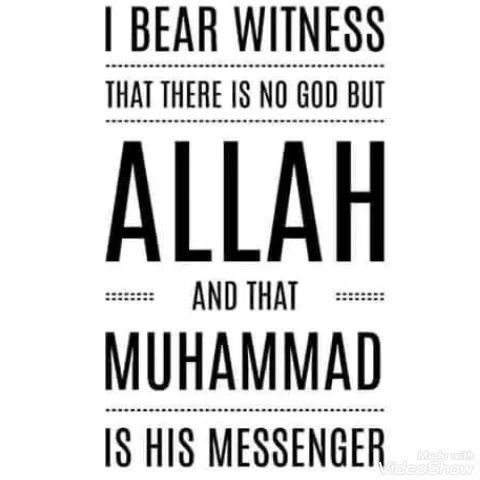 I BEAR WITNESS
THAT THERE IS NO GOD BUT
ALLAH
AND THAT
MUHAMMAD
IS HIS MESSENGER
Made with
VideoShow